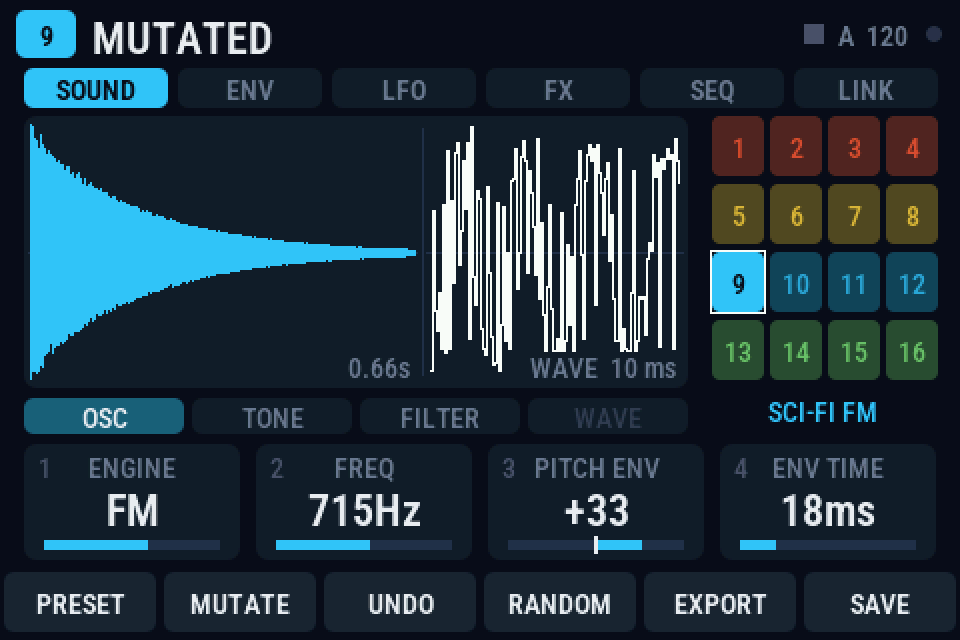 9 MUTATED A 120
SOUND ENV LFO FX SEQ LINK
1 2 3 4
5 6 7 8
9 10 11 12
13 14 15 16
0.66s WAVE 10 ms
OSC TONE FILTER WAVE
SCI-FI FM
1 ENGINE 2 FREQ 3 PITCH ENV 4 ENV TIME
FM 715Hz +33 18ms
PRESET MUTATE UNDO RANDOM EXPORT SAVE